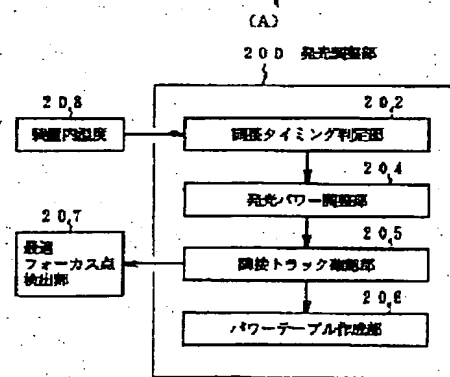 (A)
200 発光調整部
208
装置内温度
202
調整タイミング判定部
204
発光パワー調整部
207
最適
フォーカス点
検出部
205
隣接トラック確認部
206
パワーテーブル作成部